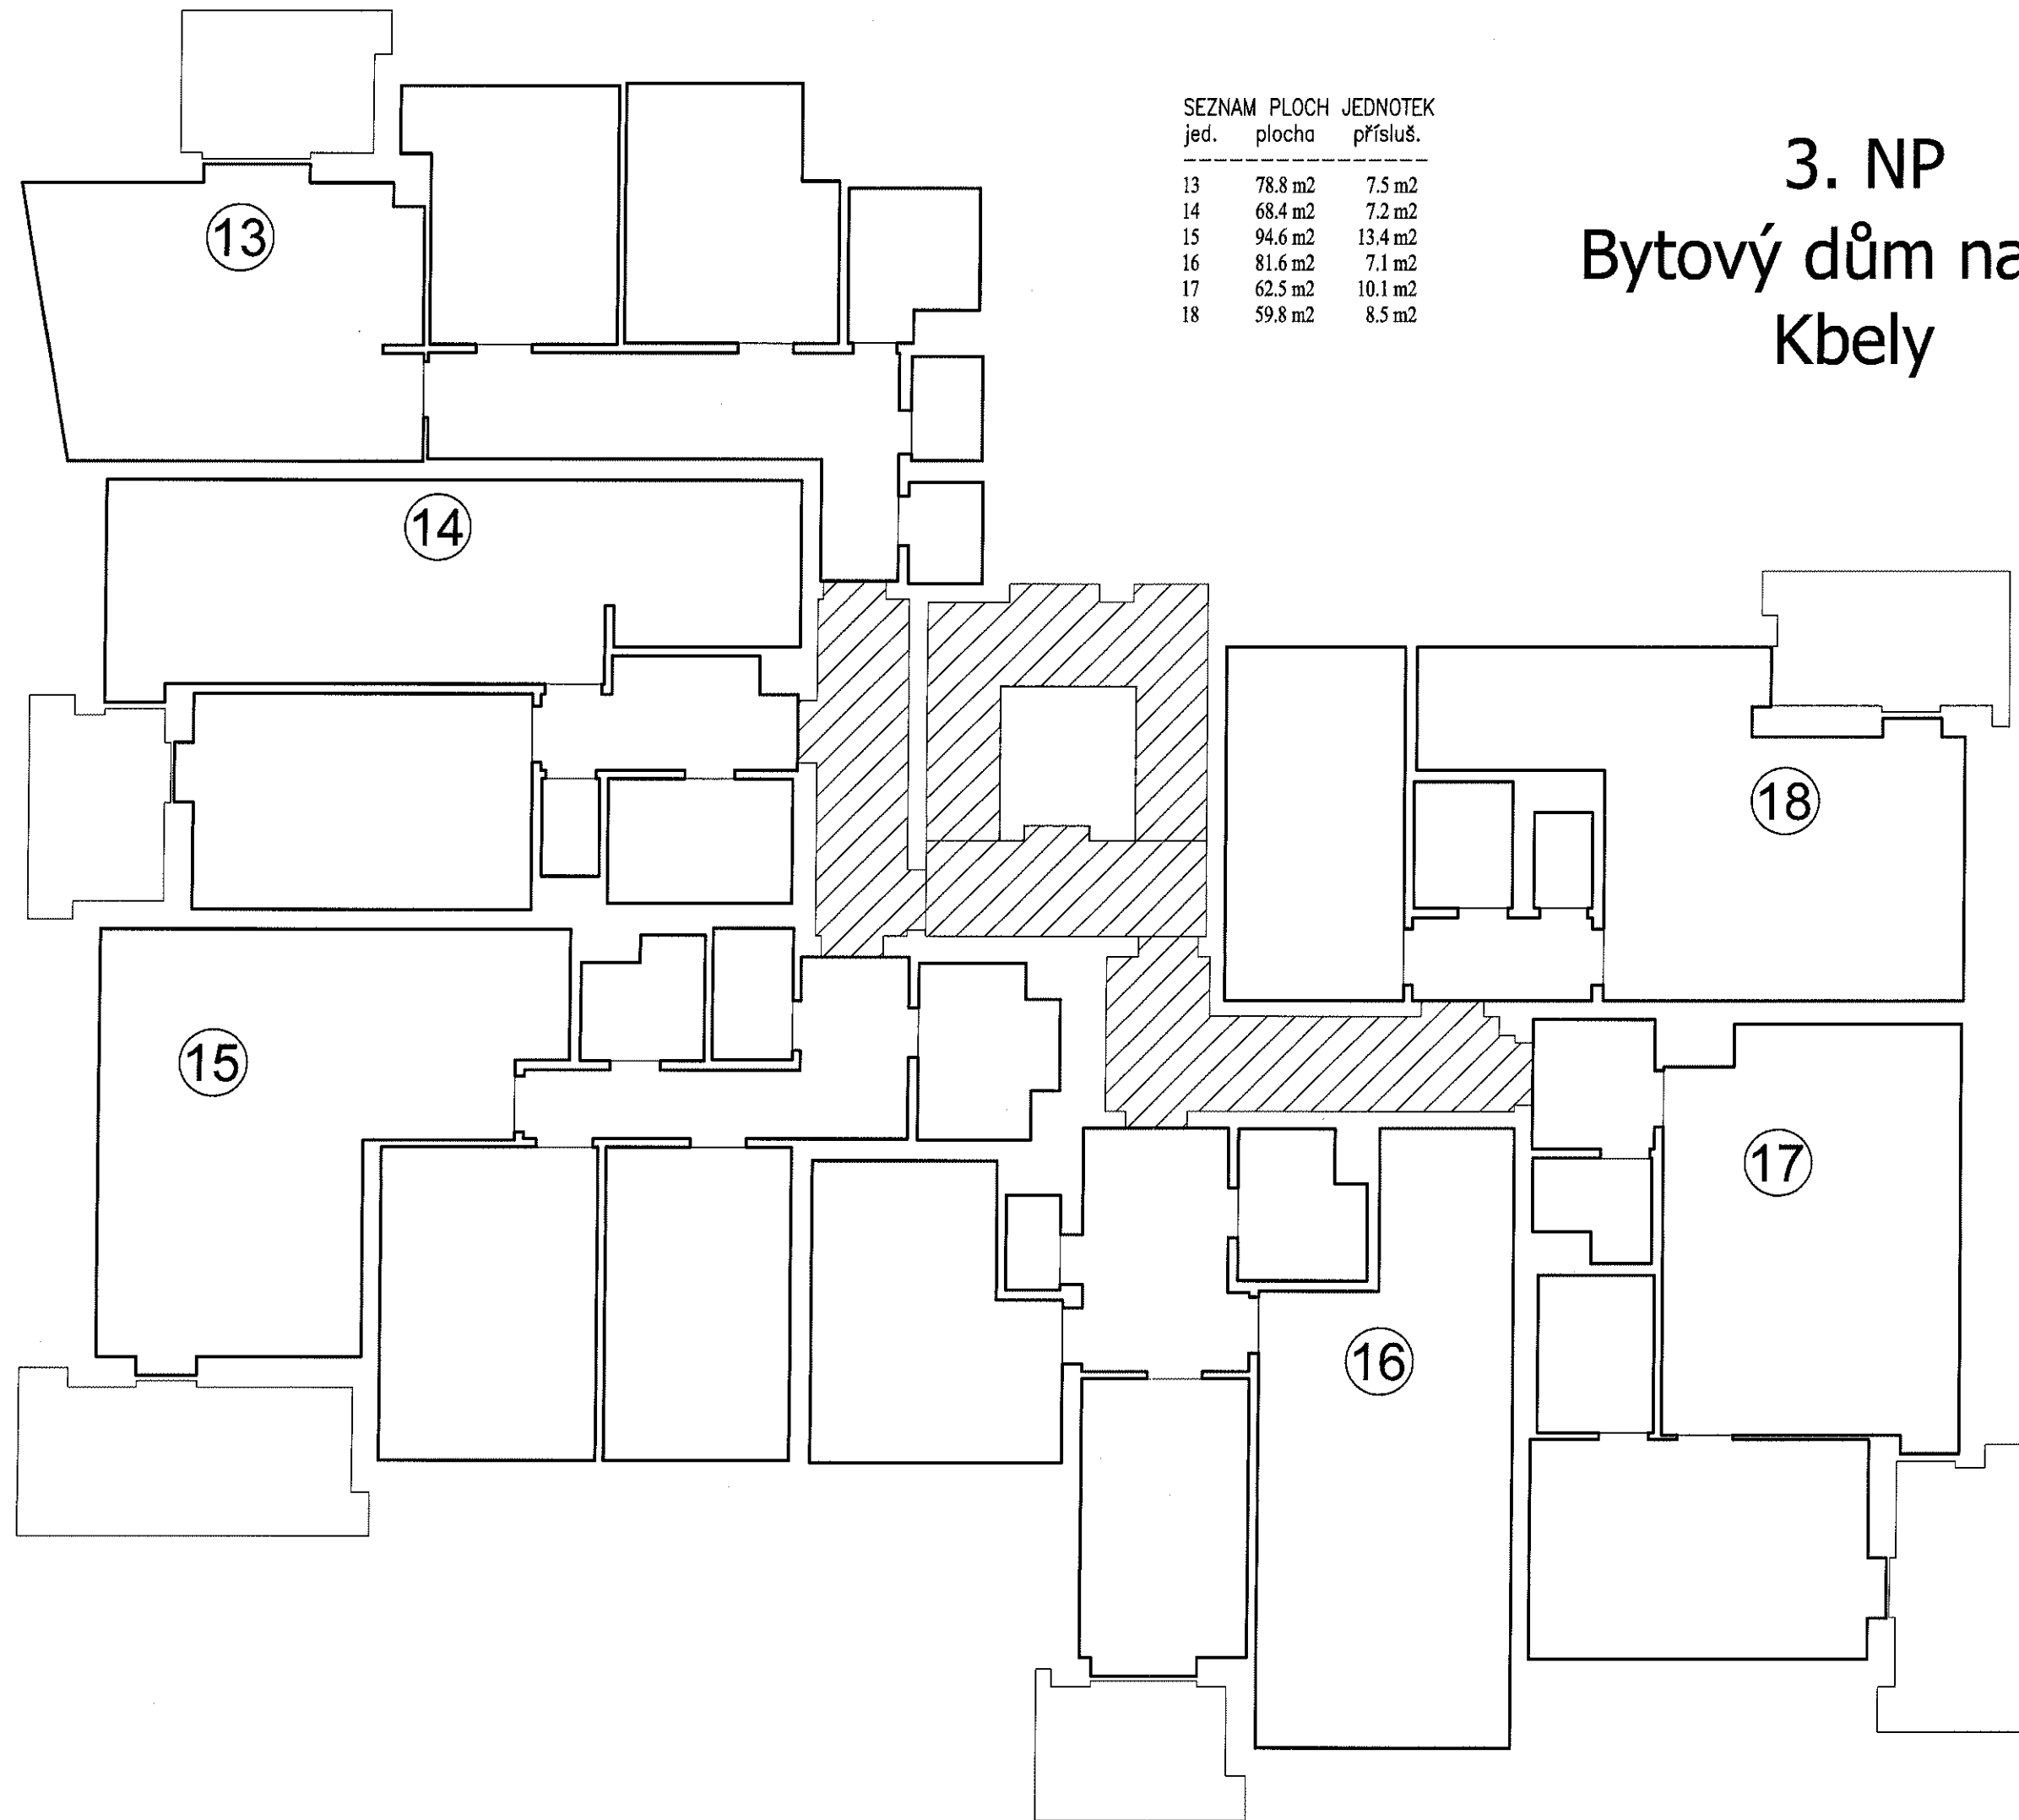 SEZNAM PLOCH JEDNOTEK
jed. plocha přísluš.
13 78.8 m2 7.5 m2
14 68.4 m2 7.2 m2
15 94.6 m2 13.4 m2
16 81.6 m2 7.1 m2
17 62.5 m2 10.1 m2
18 59.8 m2 8.5 m2
3. NP
Bytový dům na
Kbely
13
14
18
15
17
16